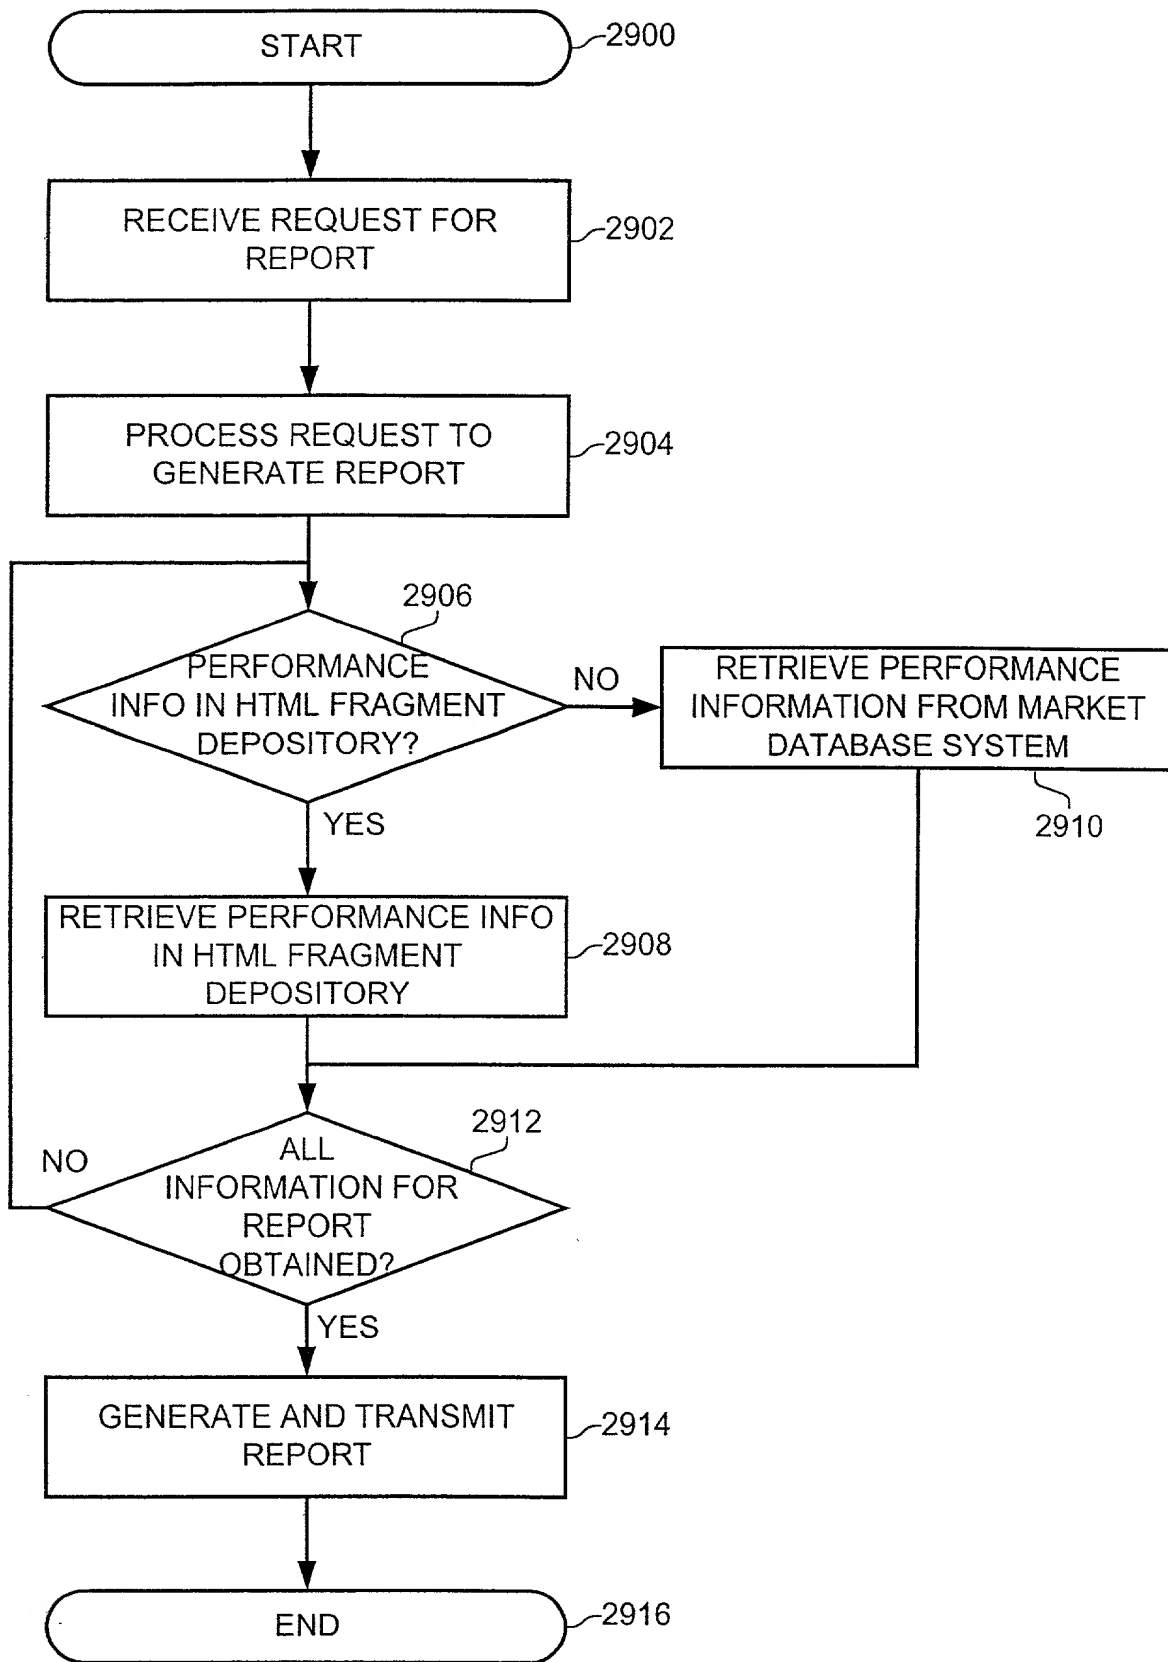 START
2900
RECEIVE REQUEST FOR
REPORT
2902
PROCESS REQUEST TO
GENERATE REPORT
2904
2906
PERFORMANCE
INFO IN HTML FRAGMENT
DEPOSITORY?
NO
RETRIEVE PERFORMANCE
INFORMATION FROM MARKET
DATABASE SYSTEM
2910
YES
RETRIEVE PERFORMANCE INFO
IN HTML FRAGMENT
DEPOSITORY
2908
2912
ALL
INFORMATION FOR
REPORT
OBTAINED?
NO
YES
GENERATE AND TRANSMIT
REPORT
2914
END
2916